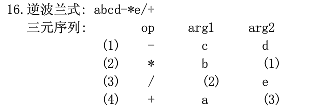 16.逆波兰式: abcd-*e/+
三元序列: op arg1 arg2
(1) - c d
(2) * b (1)
(3) / (2) e
(4) + a (3)